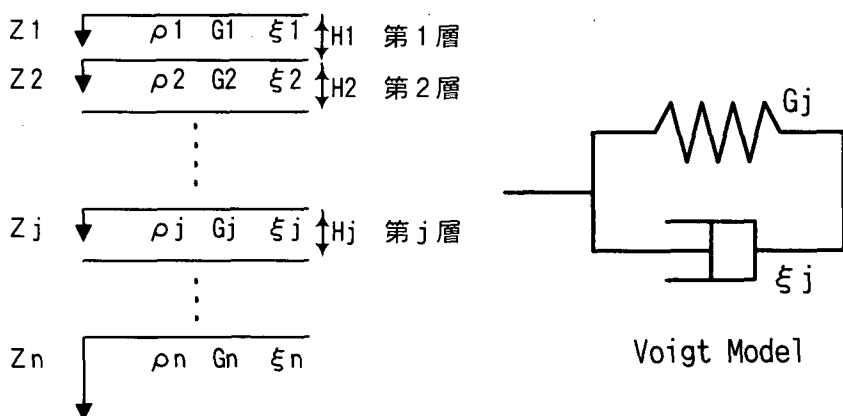 Z1 ρ1 G1 ξ1 H1 第1層
Z2 ρ2 G2 ξ2 H2 第2層
Zj ρj Gj ξj Hj 第j層
Zn ρn Gn ξn
Gj
ξj
Voigt Model